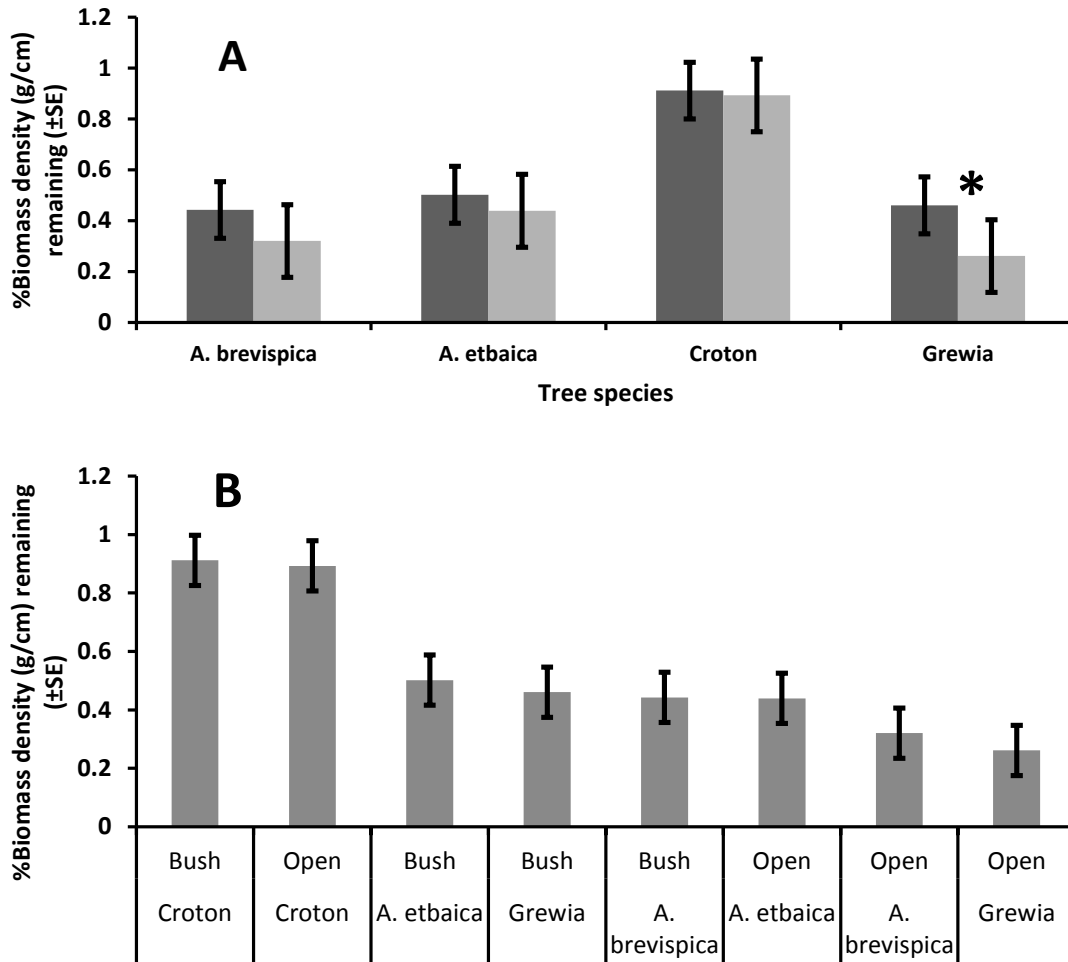 %Biomass density (g/cm)
remaining (±SE)
1.2
1
0.8
0.6
0.4
0.2
0
A
*
A. brevispica
A. etbaica
Croton
Grewia
Tree species
%Biomass density (g/cm) remaining
(±SE)
1.2
1
0.8
0.6
0.4
0.2
0
B
Bush Open Bush Bush Bush Open Open Open
Croton Croton A. etbaica Grewia A. A. etbaica A. Grewia
brevispica brevispica